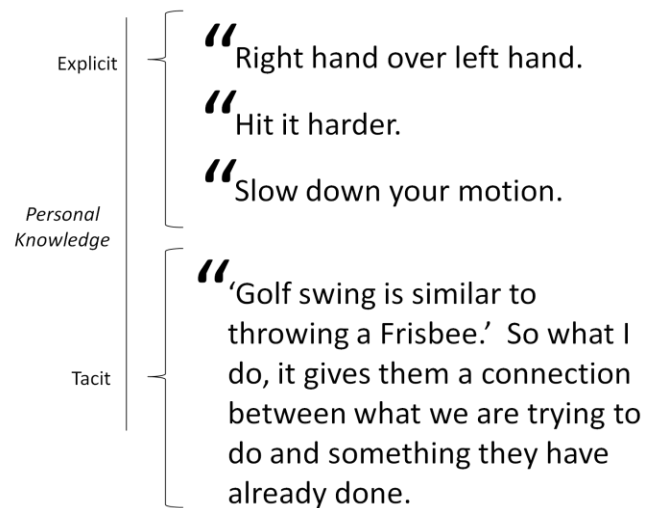 Explicit
“Right hand over left hand.
“Hit it harder.
“Slow down your motion.
Personal
Knowledge
Tacit
“‘Golf swing is similar to
throwing a Frisbee.’  So what I
do, it gives them a connection
between what we are trying to
do and something they have
already done.